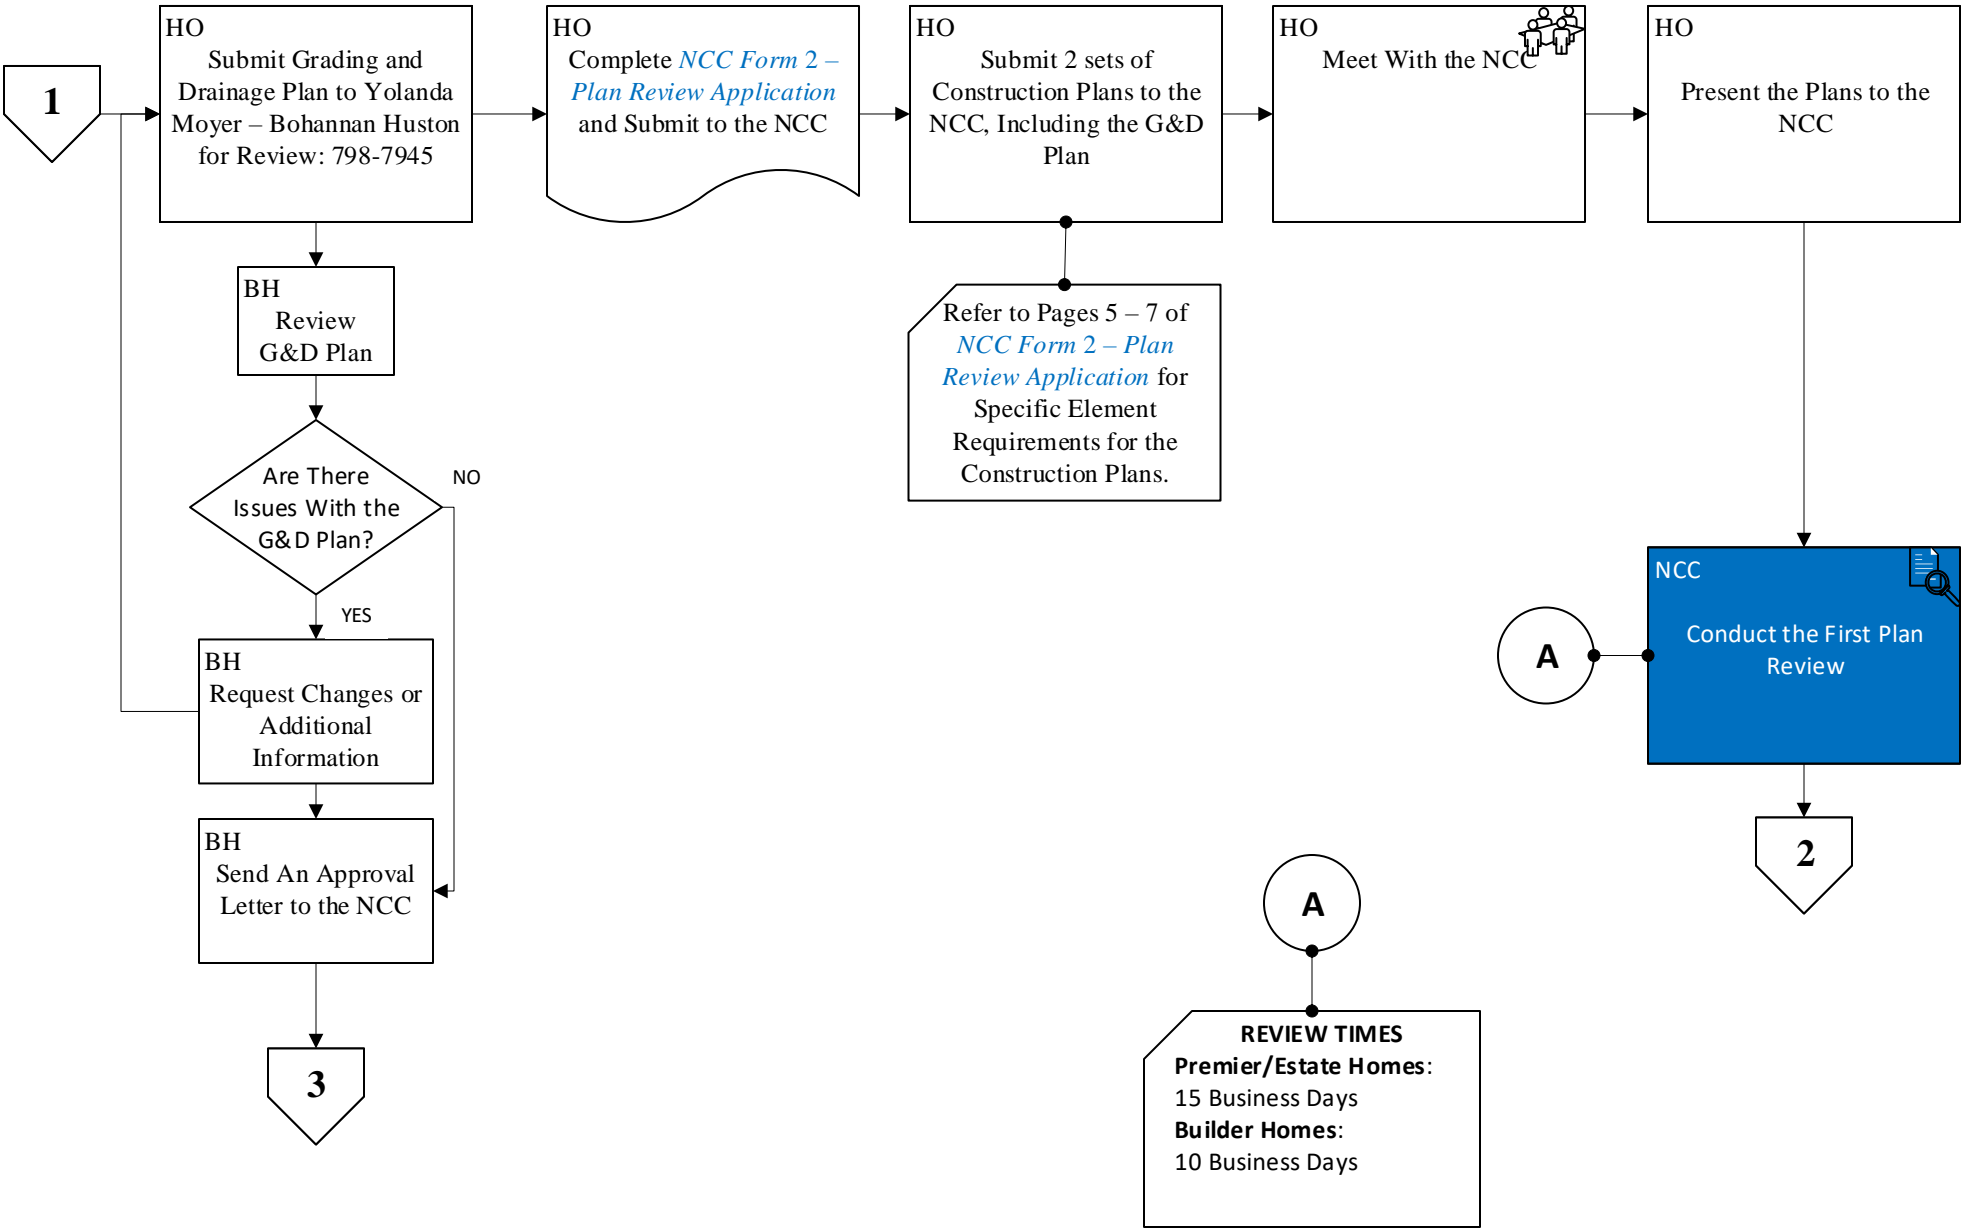 1
HO
Submit Grading and
Drainage Plan to Yolanda
Moyer – Bohannan Huston
for Review: 798-7945
HO
Complete NCC Form 2 –
Plan Review Application
and Submit to the NCC
HO
Submit 2 sets of
Construction Plans to the
NCC, Including the G&D
Plan
HO
Meet With the NCC
HO
Present the Plans to the
NCC
BH
Review
G&D Plan
Refer to Pages 5 – 7 of
NCC Form 2 – Plan
Review Application for
Specific Element
Requirements for the
Construction Plans.
Are There
Issues With the
G&D Plan?
NO
YES
BH
Request Changes or
Additional
Information
BH
Send An Approval
Letter to the NCC
3
A
NCC
Conduct the First Plan
Review
2
A
REVIEW TIMES
Premier/Estate Homes:
15 Business Days
Builder Homes:
10 Business Days